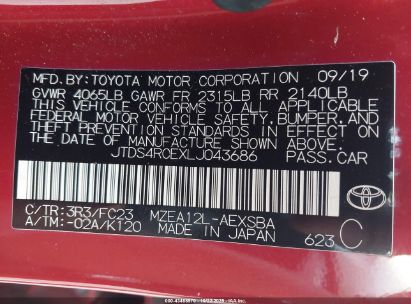 MFD.BY:TOYOTA MOTOR CORPORATION 09/19
GVWR 4065LB GAWR FR 2315LB RR 2140LB
THIS VEHICLE CONFORMS TO ALL APPLICABLE
FEDERAL MOTOR VEHICLE SAFETY,BUMPER,AND
THEFT PREVENTION STANDARDS IN EFFECT ON
THE DATE OF MANUFACTURE SHOWN ABOVE.
JTDS4RCEXLJ043686 PASS.CAR
C/TR:3R3/FC23 MZEA12L-AEXSBA
A/TM:-02A/K120 MADE IN JAPAN 623 C
TOYOTA